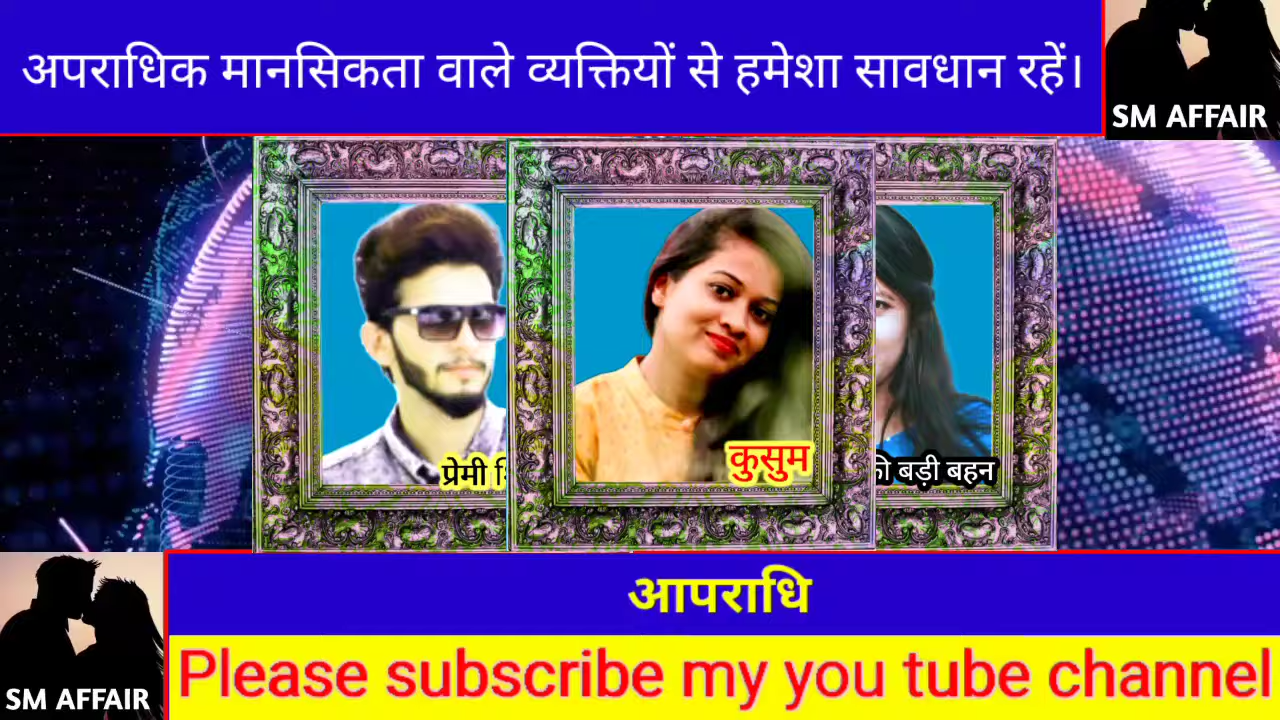 अपराधिक मानसिकता वाले व्यक्तियों से हमेशा सावधान रहें।
SM AFFAIR
प्रेमी
कुसुम
बड़ी बहन
आपराधि
SM AFFAIR
Please subscribe my you tube channel